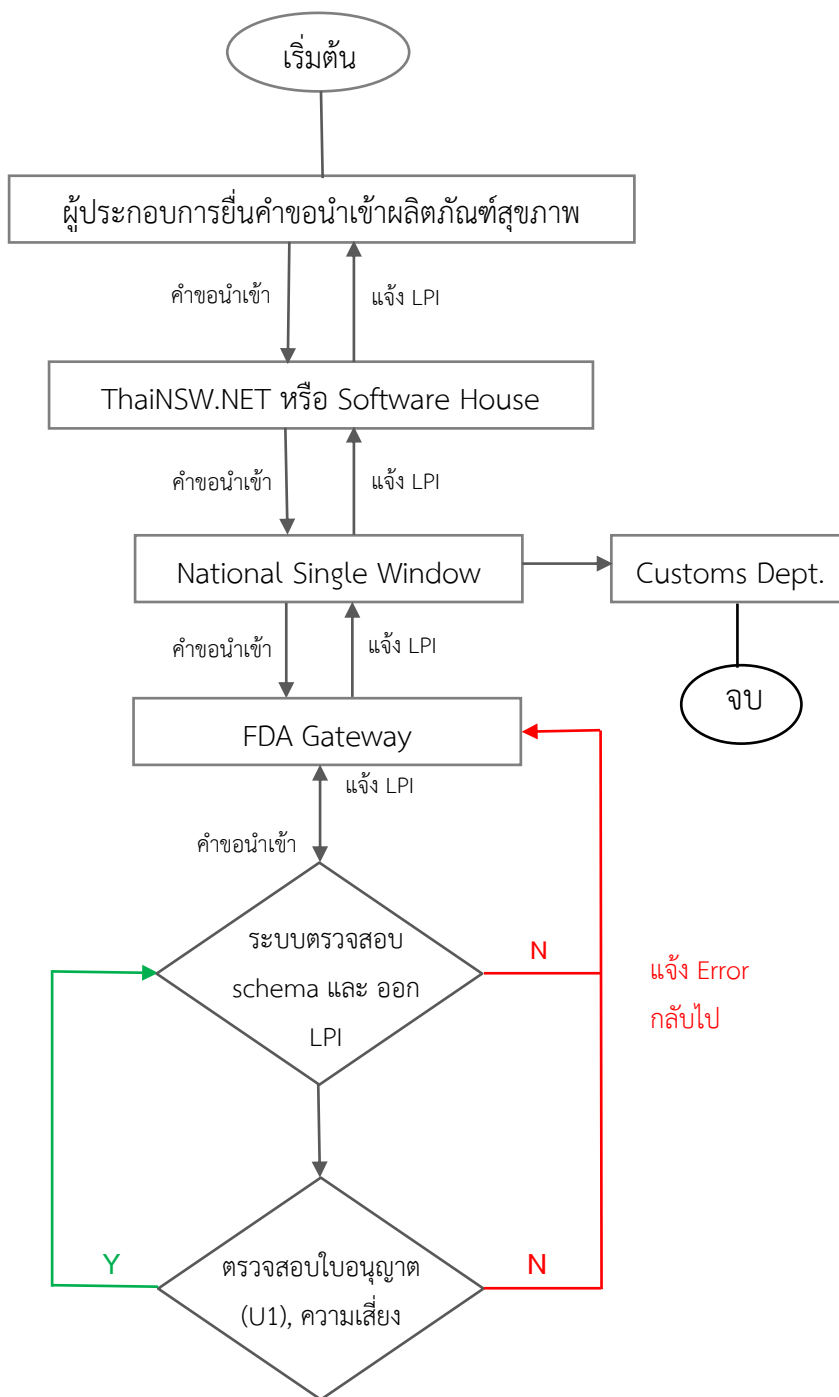 เริ่มต้น
ผู้ประกอบการยื่นคำขอนำเข้าผลิตภัณฑ์สุขภาพ
คำขอนำเข้า
แจ้ง LPI
ThaiNSW.NET หรือ Software House
คำขอนำเข้า
แจ้ง LPI
National Single Window
Customs Dept.
คำขอนำเข้า
แจ้ง LPI
จบ
FDA Gateway
แจ้ง LPI
คำขอนำเข้า
ระบบตรวจสอบ
schema และ ออก
LPI
N
แจ้ง Error
กลับไป
Y
ตรวจสอบใบอนุญาต
(U1), ความเสี่ยง
N